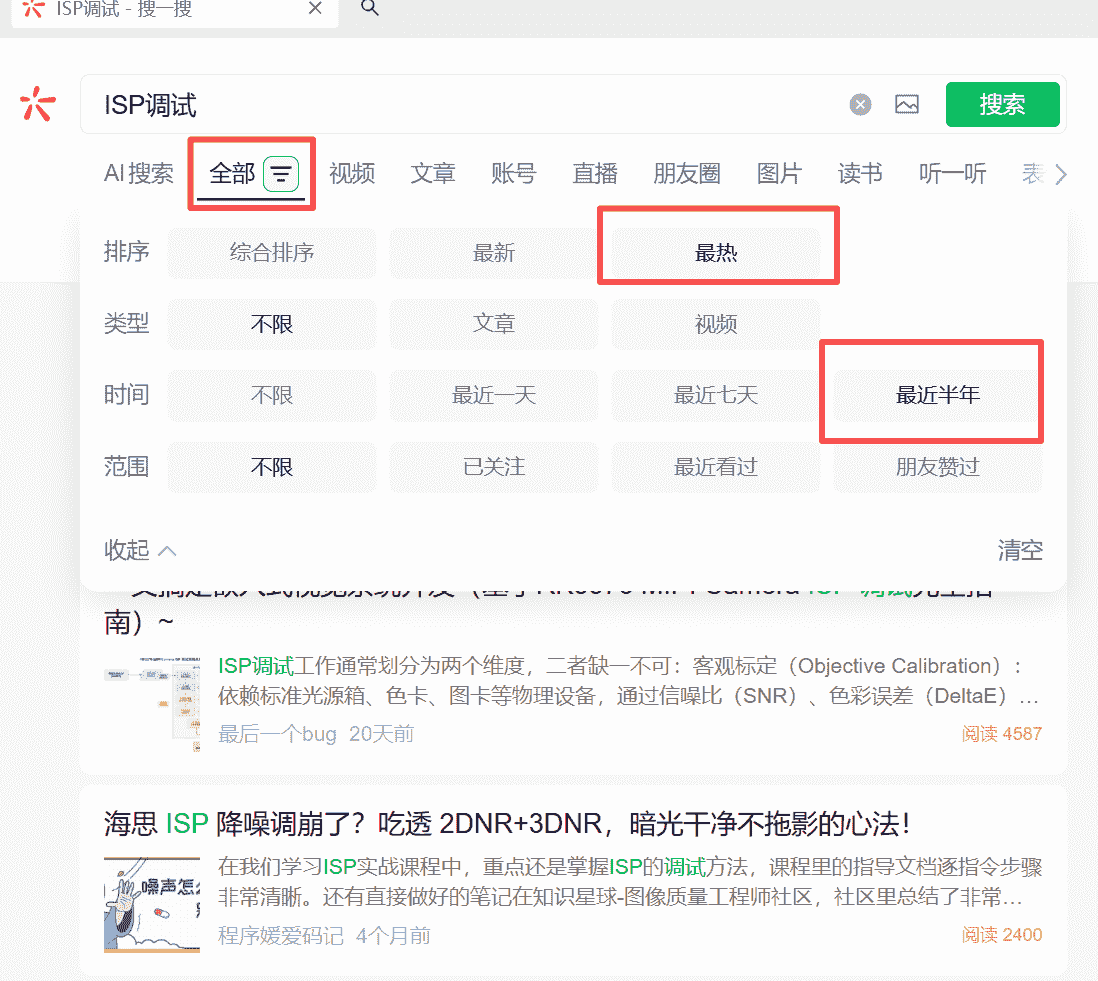 ISP调试 - 搜一搜
ISP调试
搜索
AI搜索 全部 视频 文章 账号 直播 朋友圈 图片 读书 听一听 表
排序 综合排序 最新 最热
类型 不限 文章 视频
时间 不限 最近一天 最近七天 最近半年
范围 不限 已关注 最近看过 朋友赞过
收起 清空
南）~
ISP调试工作通常划分为两个维度，二者缺一不可：客观标定（Objective Calibration）：
依赖标准光源箱、色卡、图卡等物理设备，通过信噪比（SNR）、色彩误差（DeltaE）...
最后一个bug 20天前 阅读 4587
海思 ISP 降噪调崩了？吃透 2DNR+3DNR，暗光干净不拖影的心法！
在我们学习ISP实战课程中，重点还是掌握ISP的调试方法，课程里的指导文档逐指令步骤
非常清晰。还有直接做好的笔记在知识星球-图像质量工程师社区，社区里总结了非常...
噪声怎么
程序媛爱码记 4个月前 阅读 2400